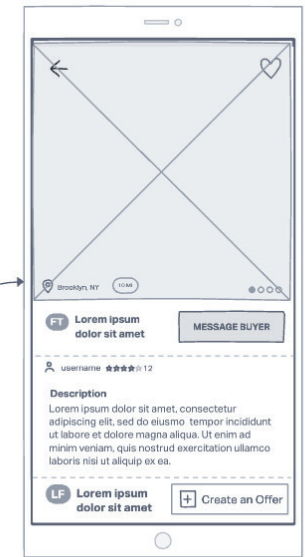 Brooklyn, NY
10 MI
FT
Lorem ipsum
dolor sit amet
MESSAGE BUYER
username 12
Description
Lorem ipsum dolor sit amet, consectetur
adipiscing elit, sed do eiusmo tempor incididunt
ut labore et dolore magna aliqua. Ut enim ad
minim veniam, quis nostrud exercitation ullamco
laboris nisi ut aliquip ex ea.
LF
Lorem ipsum
dolor sit amet
Create an Offer